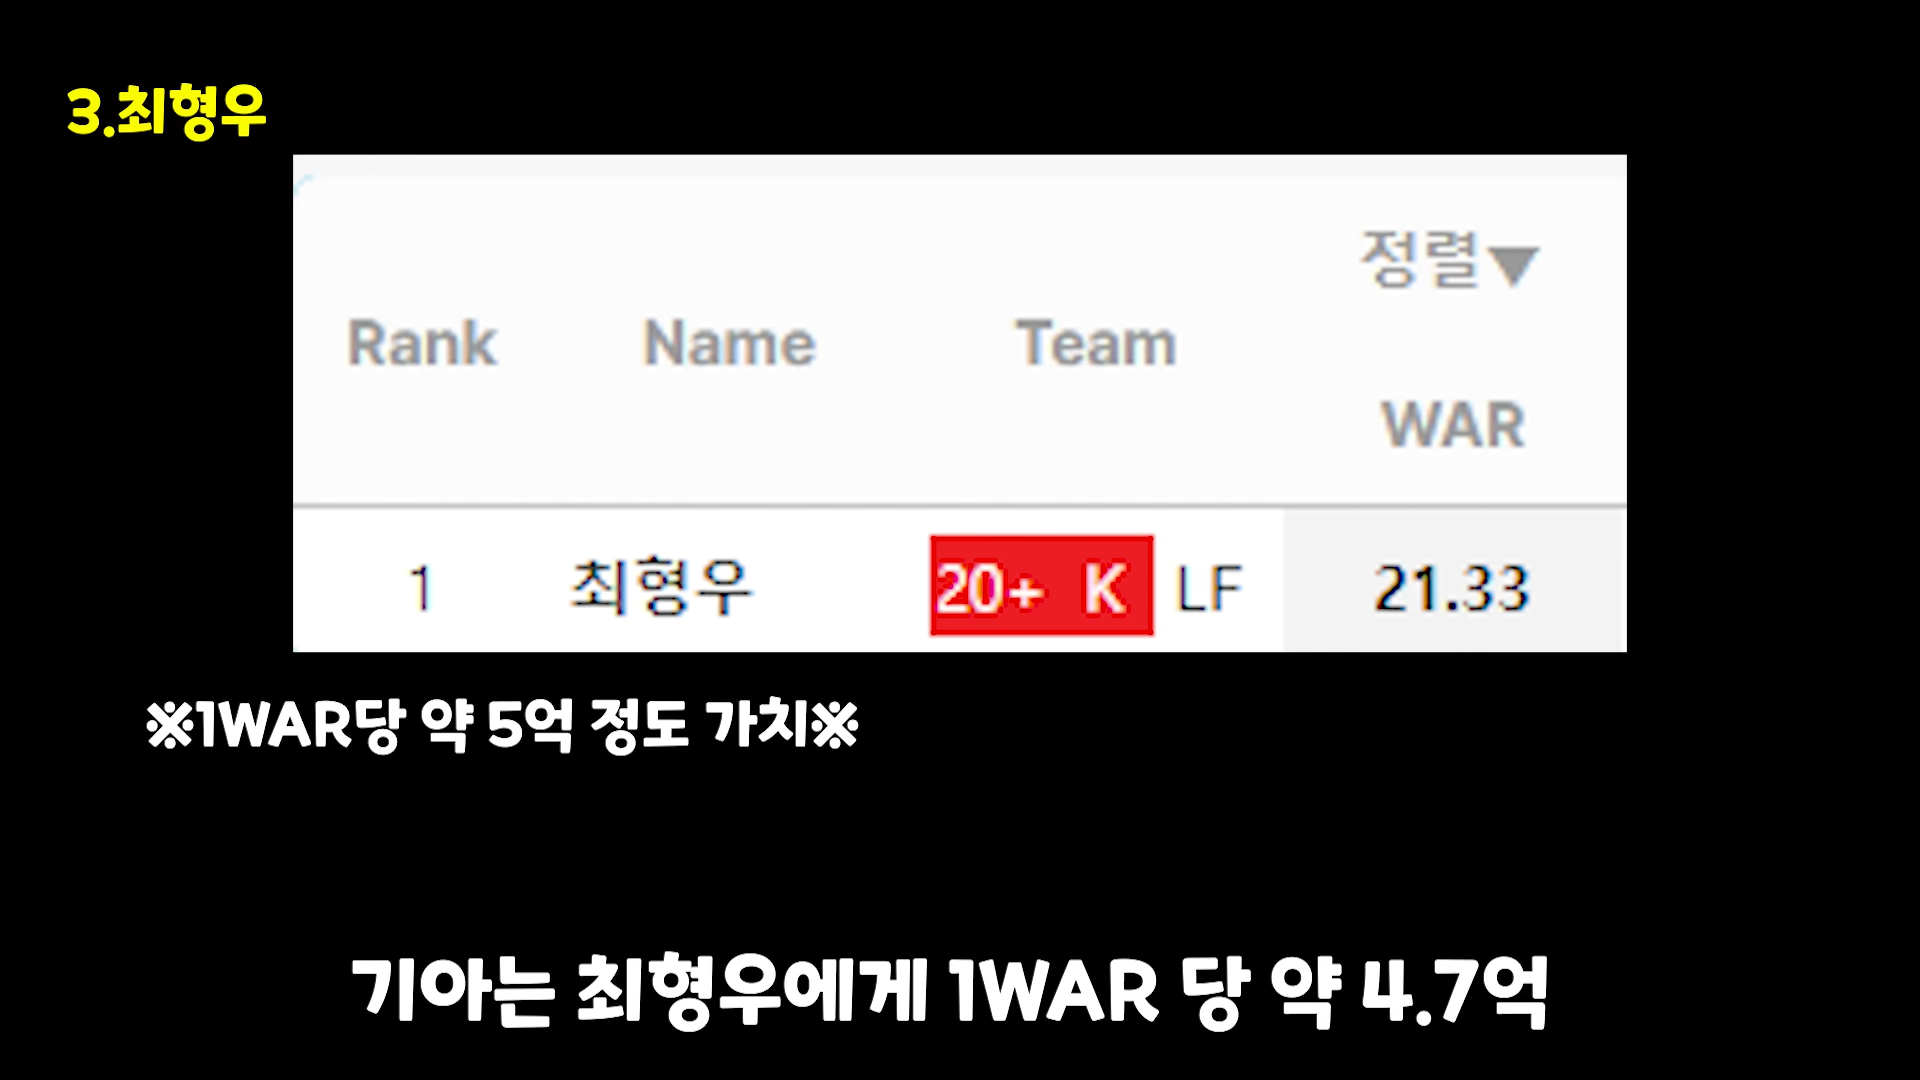 3.최형우
정렬▼
Rank Name Team
WAR
1 최형우 20+ K LF 21.33
※1WAR당 약 5억 정도 가치※
기아는 최형우에게 1WAR 당 약 4.7억